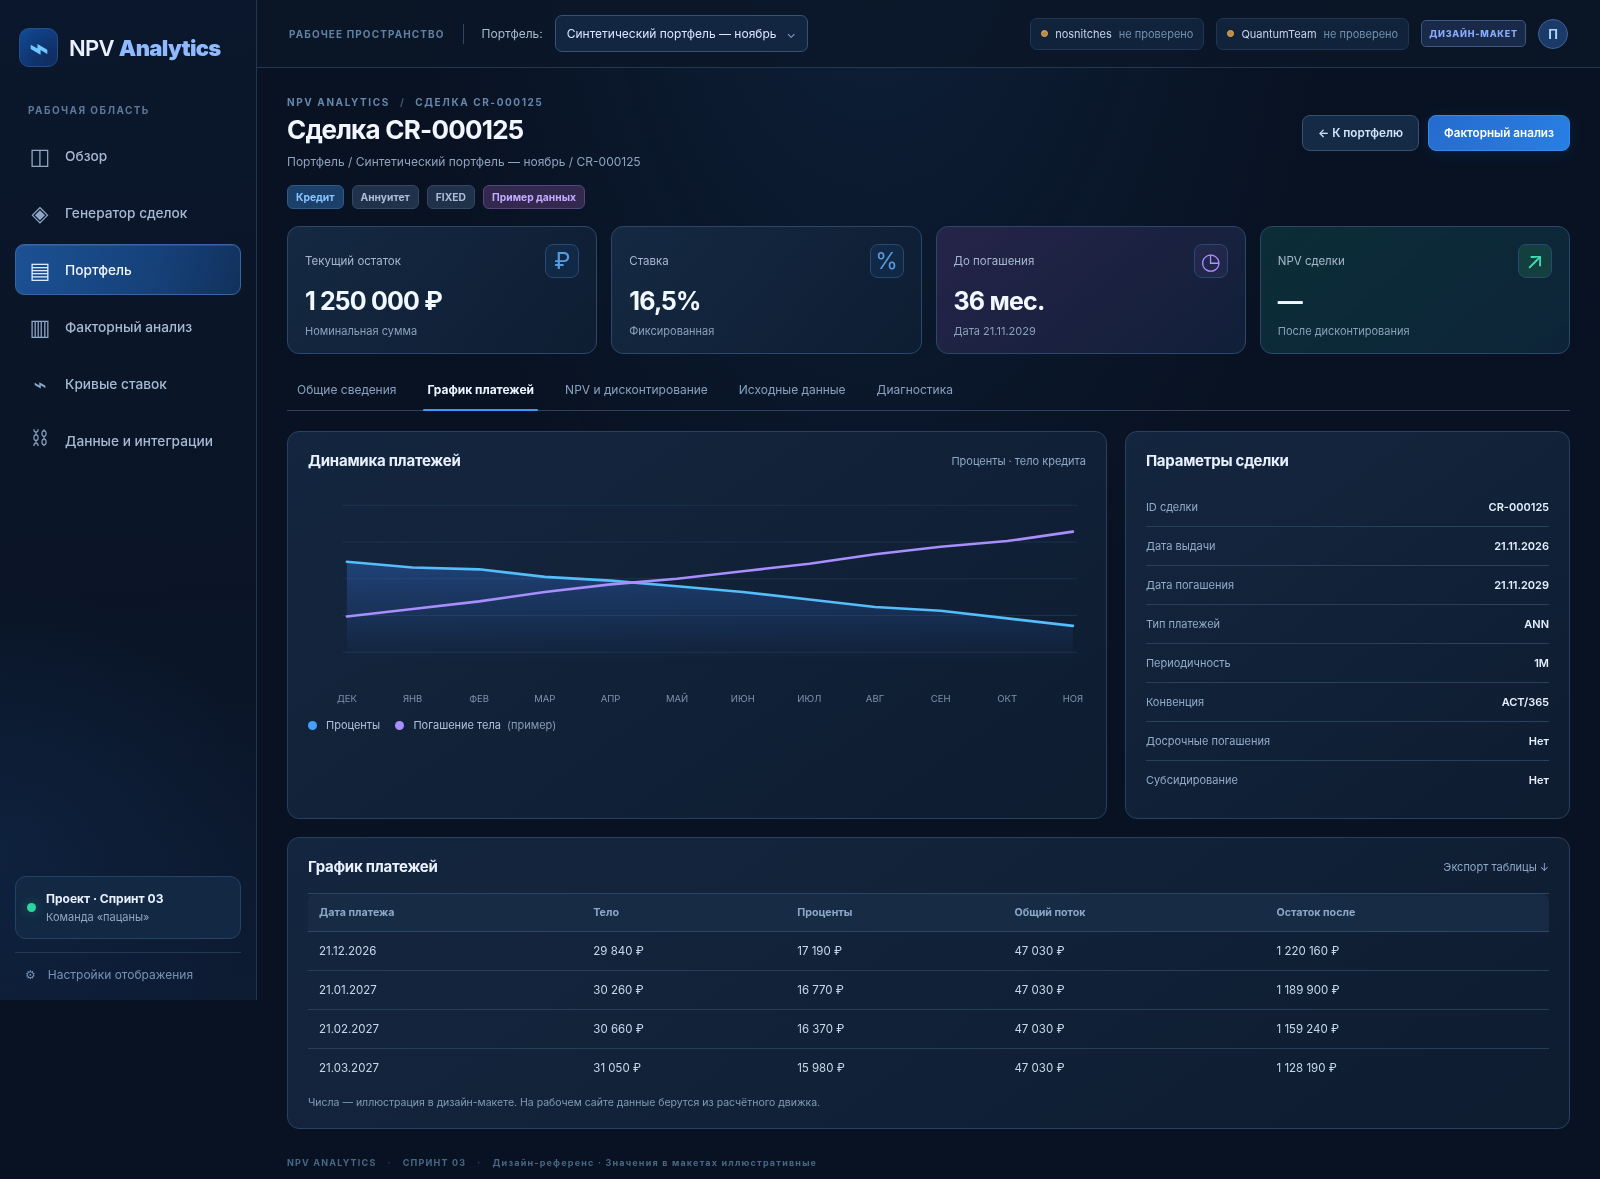 NPV Analytics
РАБОЧАЯ ОБЛАСТЬ
Обзор
Генератор сделок
Портфель
Факторный анализ
Кривые ставок
Данные и интеграции
Проект · Спринт 03
Команда «пацаны»
Настройки отображения
РАБОЧЕЕ ПРОСТРАНСТВО
Портфель: Синтетический портфель — ноябрь
nosnitches не проверено
QuantumTeam не проверено
ДИЗАЙН-МАКЕТ
П
NPV ANALYTICS / СДЕЛКА CR-000125
Сделка CR-000125
Портфель / Синтетический портфель — ноябрь / CR-000125
← К портфелю
Факторный анализ
Кредит Аннуитет FIXED Пример данных
Текущий остаток ₽
1 250 000 ₽
Номинальная сумма
Ставка %
16,5%
Фиксированная
До погашения
36 мес.
Дата 21.11.2029
NPV сделки
—
После дисконтирования
Общие сведения График платежей NPV и дисконтирование Исходные данные Диагностика
Динамика платежей Проценты · тело кредита
ДЕК ЯНВ ФЕВ МАР АПР МАЙ ИЮН ИЮЛ АВГ СЕН ОКТ НОЯ
Проценты Погашение тела (пример)
Параметры сделки
ID сделки CR-000125
Дата выдачи 21.11.2026
Дата погашения 21.11.2029
Тип платежей ANN
Периодичность 1M
Конвенция ACT/365
Досрочные погашения Нет
Субсидирование Нет
График платежей Экспорт таблицы ↓
Дата платежа Тело Проценты Общий поток Остаток после
21.12.2026 29 840 ₽ 17 190 ₽ 47 030 ₽ 1 220 160 ₽
21.01.2027 30 260 ₽ 16 770 ₽ 47 030 ₽ 1 189 900 ₽
21.02.2027 30 660 ₽ 16 370 ₽ 47 030 ₽ 1 159 240 ₽
21.03.2027 31 050 ₽ 15 980 ₽ 47 030 ₽ 1 128 190 ₽
Числа — иллюстрация в дизайн-макете. На рабочем сайте данные берутся из расчётного движка.
NPV ANALYTICS · СПРИНТ 03 · Дизайн-референс · Значения в макетах иллюстративные